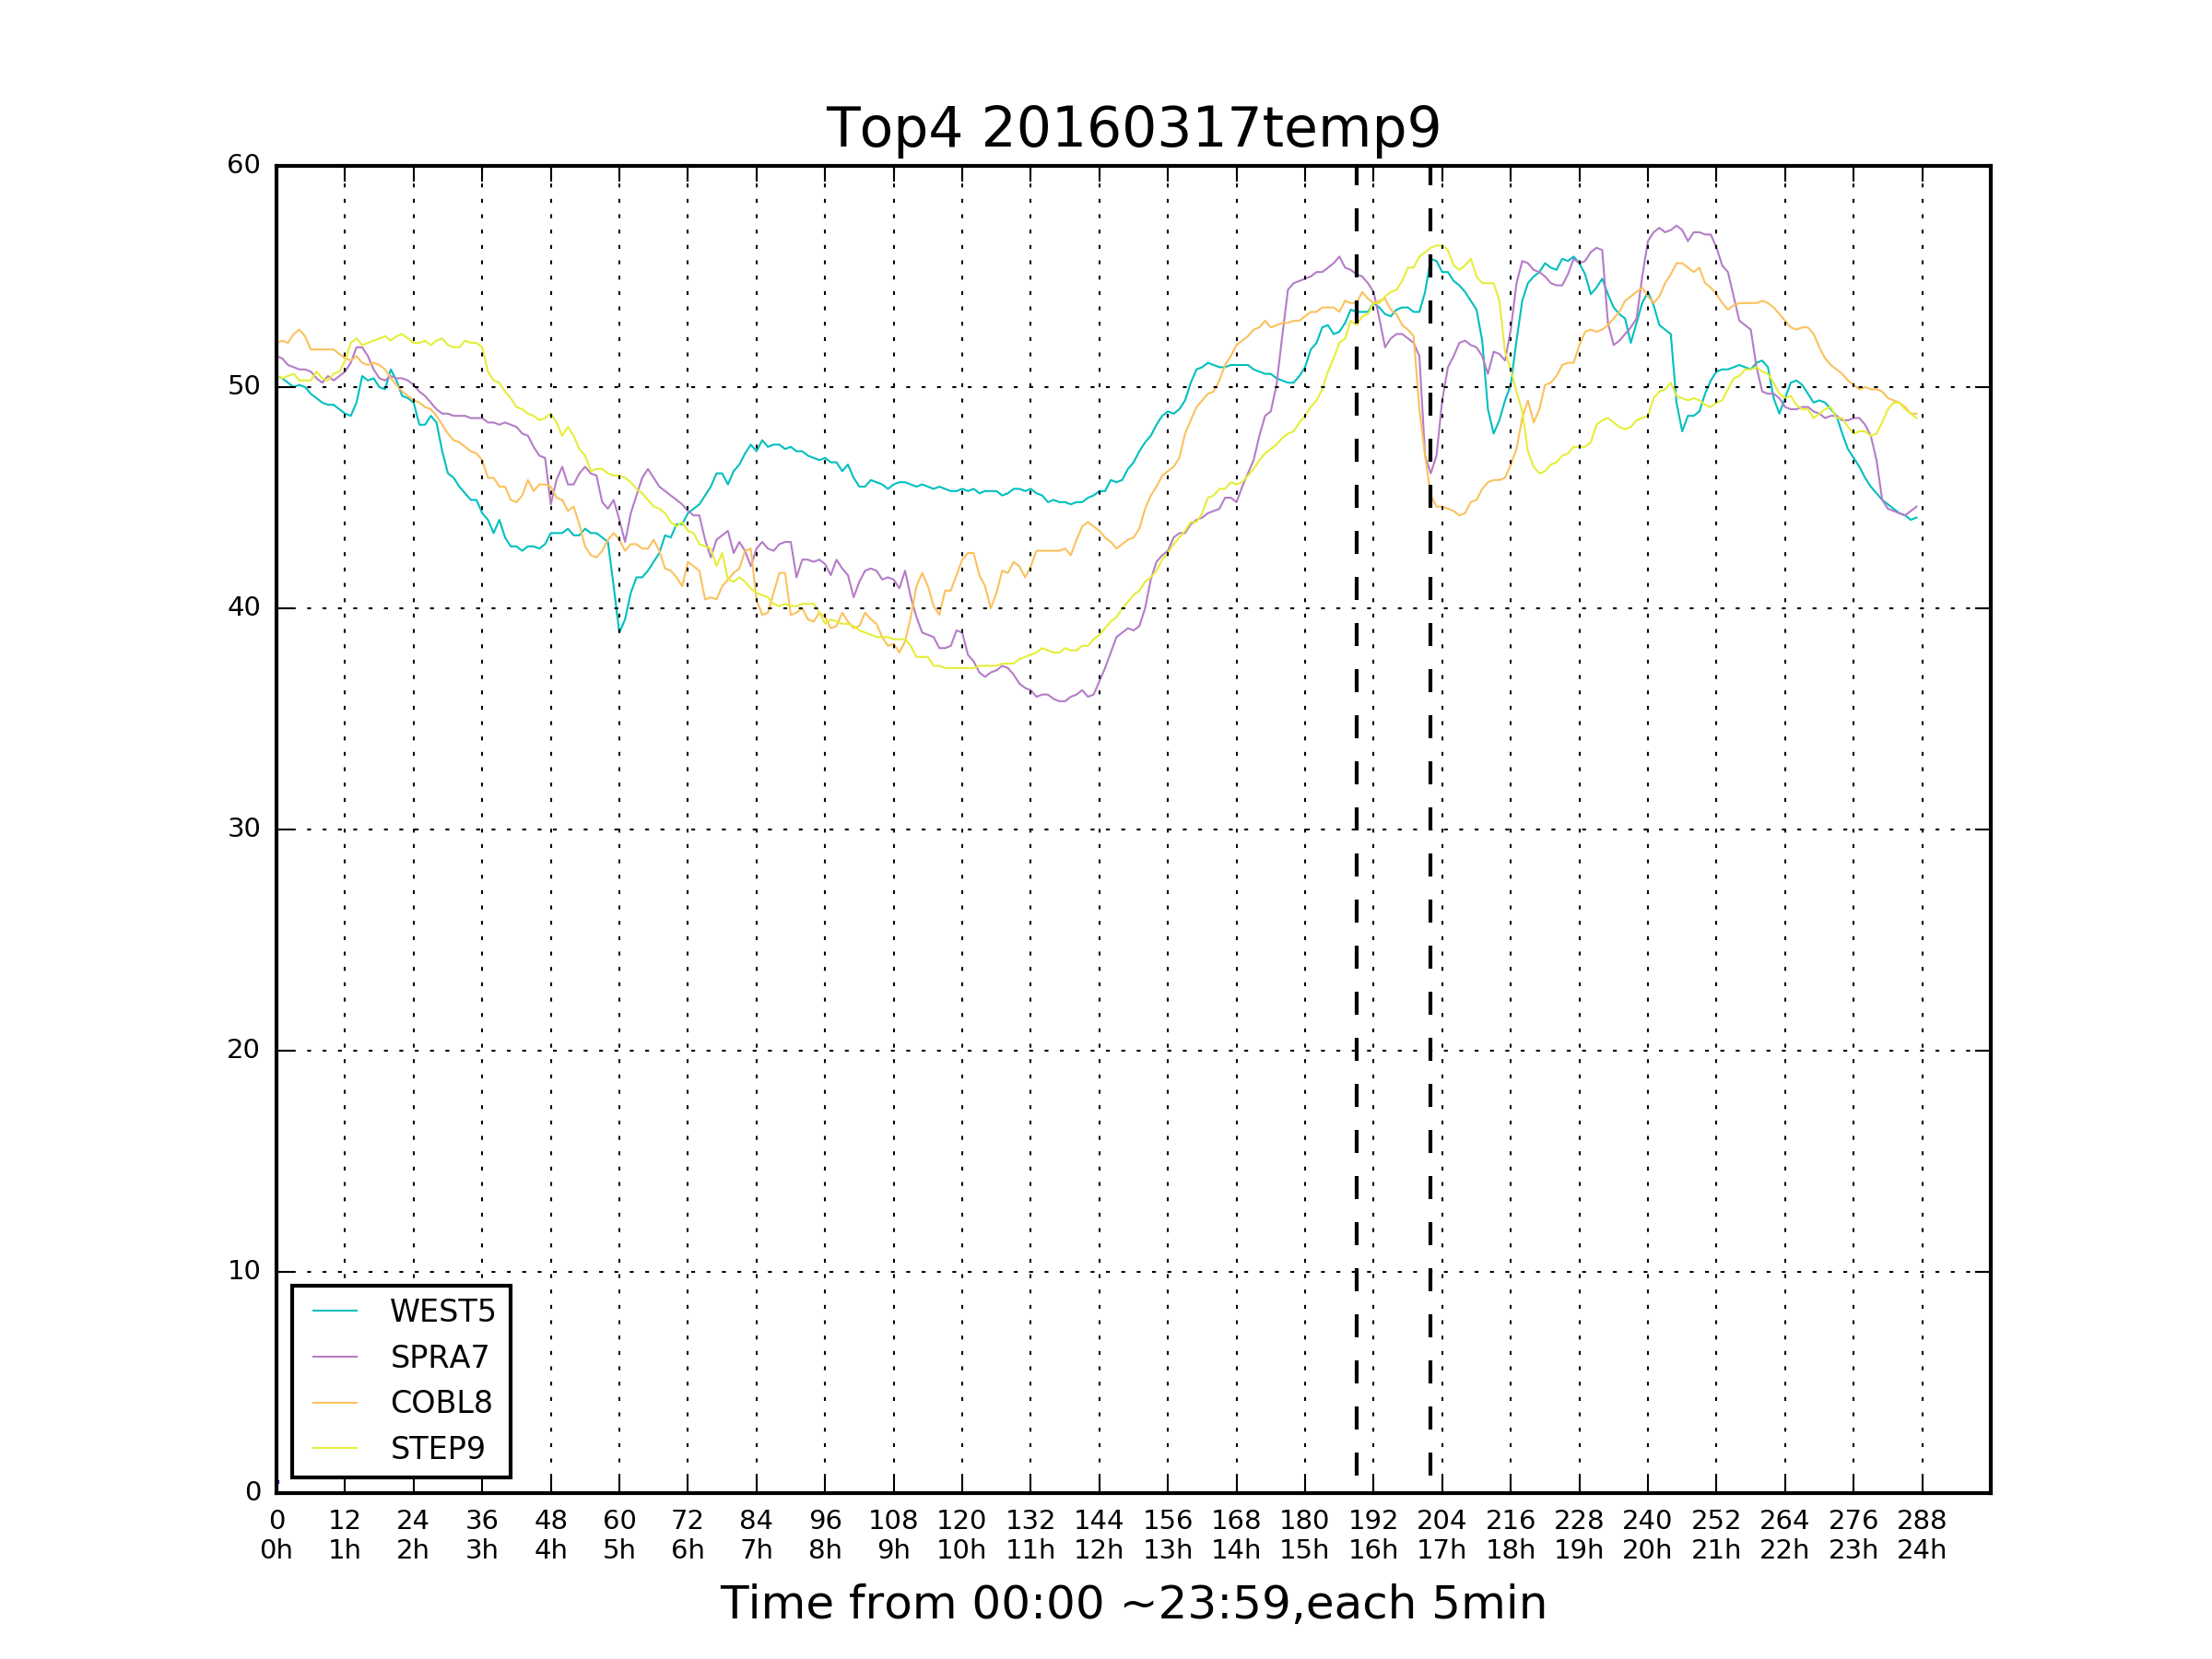 Top4 20160317temp9
60
50
40
30
20
10
0
WEST5
SPRA7
COBL8
STEP9
0 12 24 36 48 60 72 84 96 108 120 132 144 156 168 180 192 204 216 228 240 252 264 276 288
0h 1h 2h 3h 4h 5h 6h 7h 8h 9h 10h 11h 12h 13h 14h 15h 16h 17h 18h 19h 20h 21h 22h 23h 24h
Time from 00:00 ~23:59,each 5min